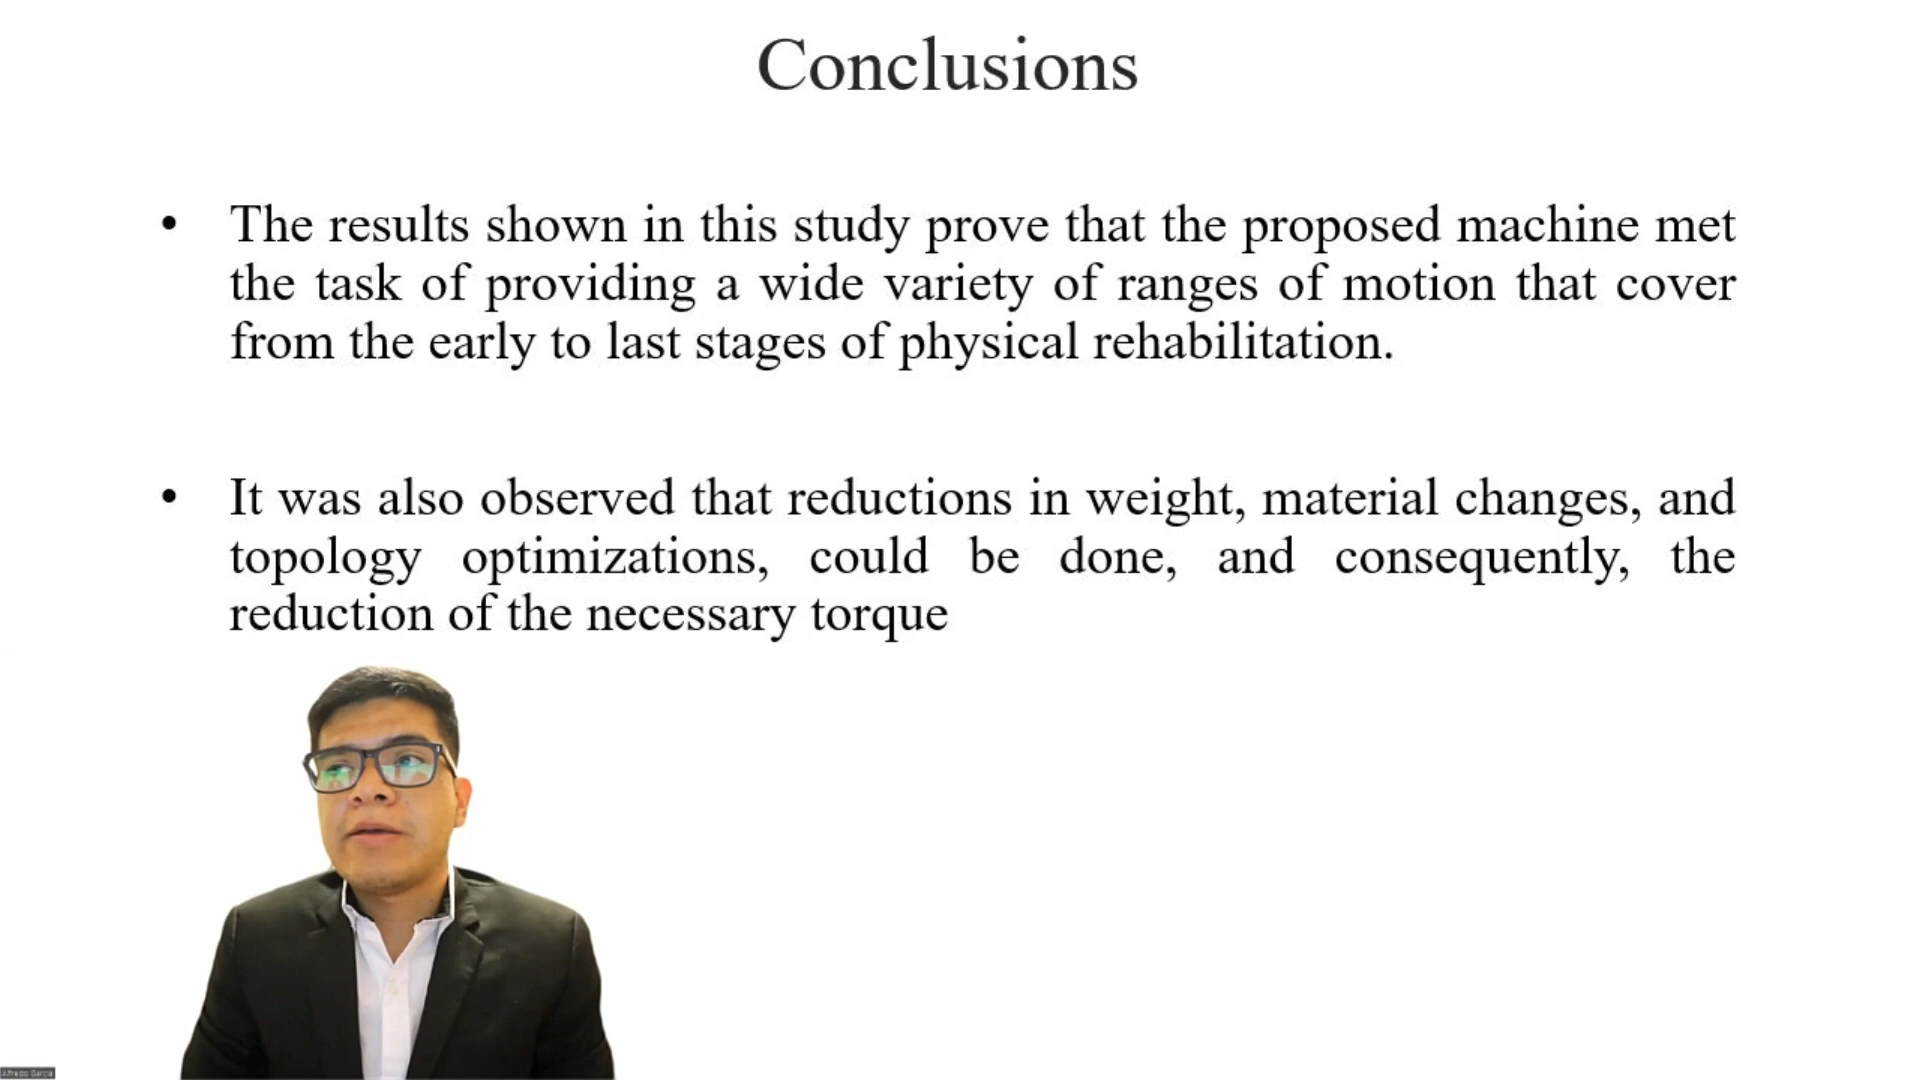 Conclusions
• The results shown in this study prove that the proposed machine met
the task of providing a wide variety of ranges of motion that cover
from the early to last stages of physical rehabilitation.
• It was also observed that reductions in weight, material changes, and
topology optimizations, could be done, and consequently, the
reduction of the necessary torque
Alfredo Garcia